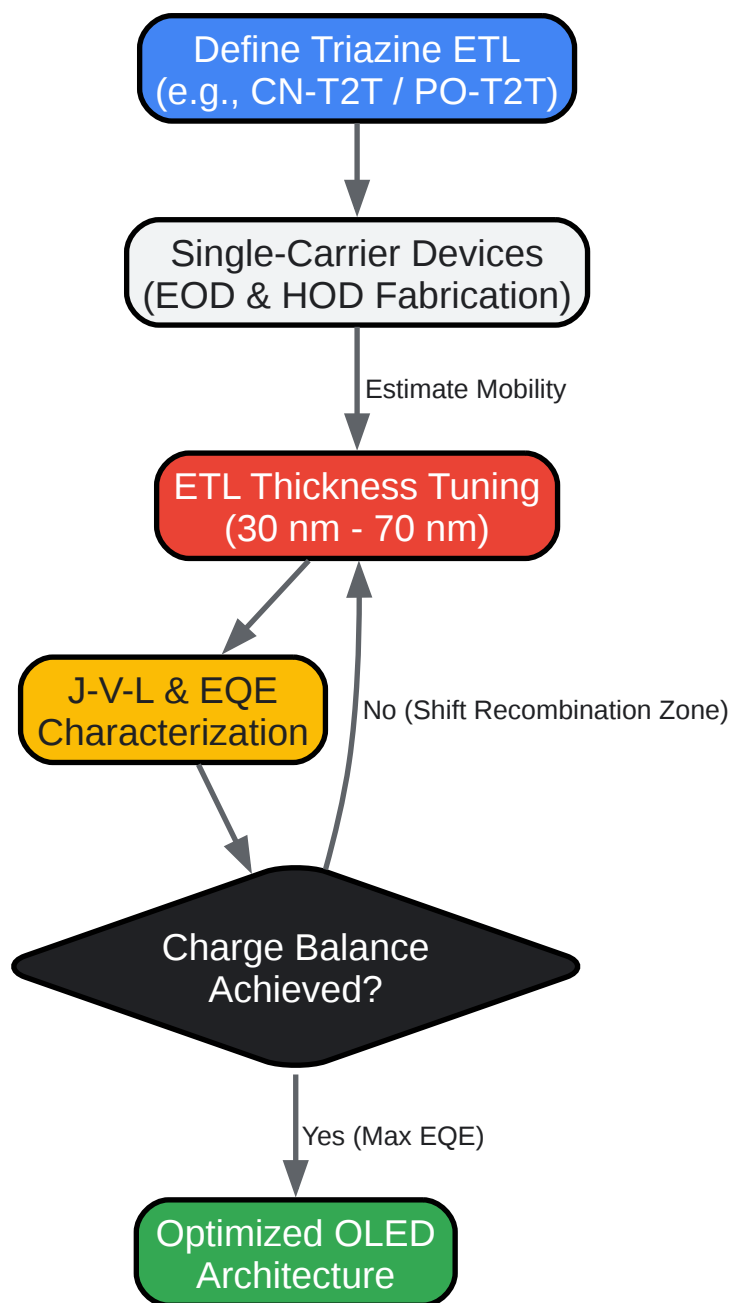 Define Triazine ETL
(e.g., CN-T2T / PO-T2T)
Single-Carrier Devices
(EOD & HOD Fabrication)
Estimate Mobility
ETL Thickness Tuning
(30 nm - 70 nm)
J-V-L & EQE
Characterization
No (Shift Recombination Zone)
Charge Balance
Achieved?
Yes (Max EQE)
Optimized OLED
Architecture